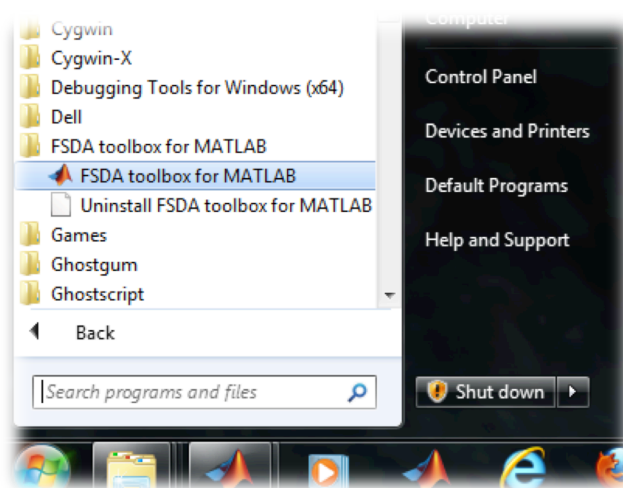 Cygwin
Cygwin-X
Debugging Tools for Windows (x64)
Dell
FSDA toolbox for MATLAB
FSDA toolbox for MATLAB
Uninstall FSDA toolbox for MATLAB
Games
Ghostgum
Ghostscript
Back
Search programs and files
Computer
Control Panel
Devices and Printers
Default Programs
Help and Support
Shut down